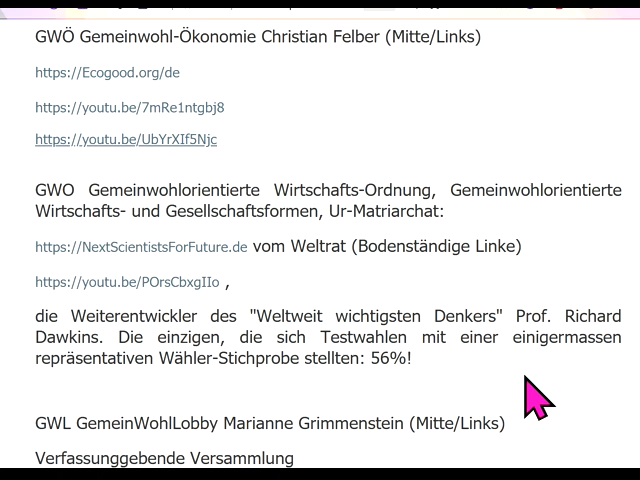 GWÖ Gemeinwohl-Ökonomie Christian Felber (Mitte/Links)
https://Ecogood.org/de
https://youtu.be/7mRe1ntgbj8
https://youtu.be/UbYrXIf5Njc
GWO Gemeinwohlorientierte Wirtschafts-Ordnung, Gemeinwohlorientierte
Wirtschafts- und Gesellschaftsformen, Ur-Matriarchat:
https://NextScientistsForFuture.de vom Weltrat (Bodenständige Linke)
https://youtu.be/POrsCbxgIIo ,
die Weiterentwickler des "Weltweit wichtigsten Denkers" Prof. Richard
Dawkins. Die einzigen, die sich Testwahlen mit einer einigermassen
repräsentativen Wähler-Stichprobe stellten: 56%!
GWL GemeinWohlLobby Marianne Grimmenstein (Mitte/Links)
Verfassunggebende Versammlung